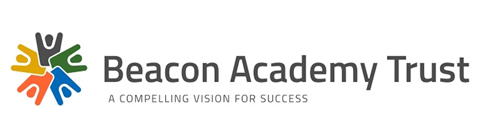 Beacon Academy Trust
A COMPELLING VISION FOR SUCCESS